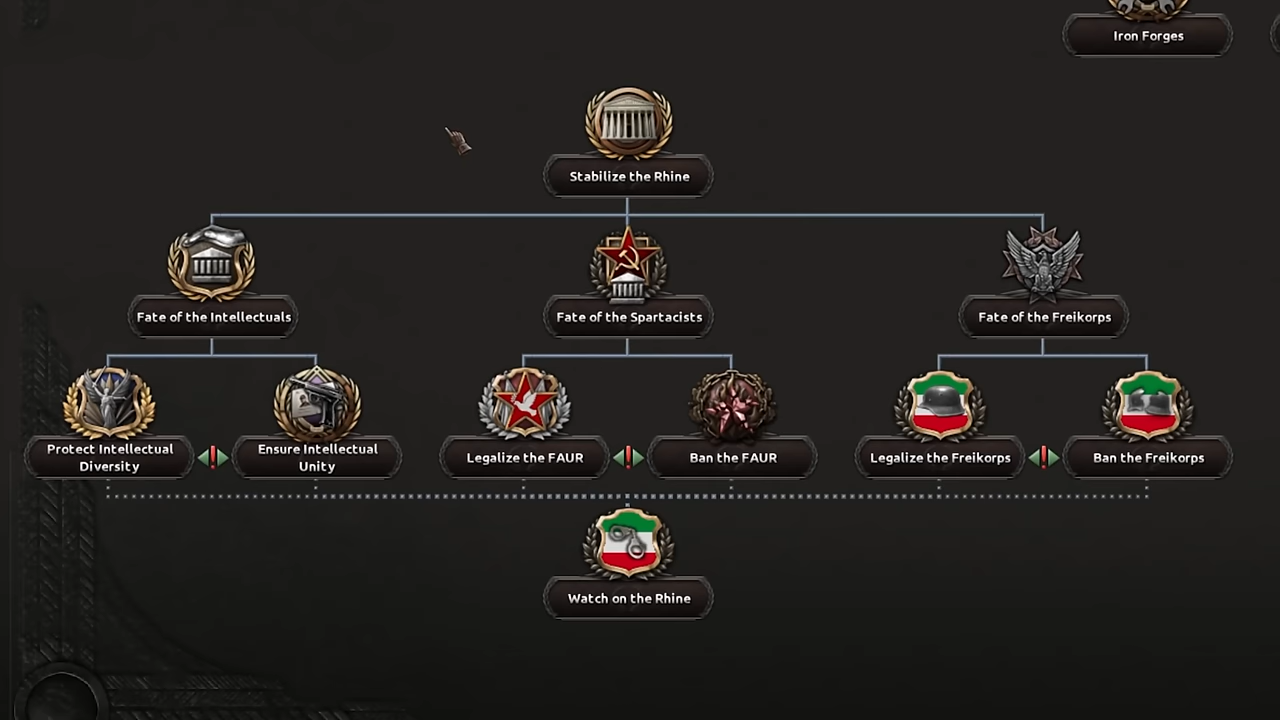 Iron Forges
Stabilize the Rhine
Fate of the Intellectuals
Fate of the Spartacists
Fate of the Freikorps
Protect Intellectual
Diversity
Ensure Intellectual
Unity
Legalize the FAUR
Ban the FAUR
Legalize the Freikorps
Ban the Freikorps
Watch on the Rhine